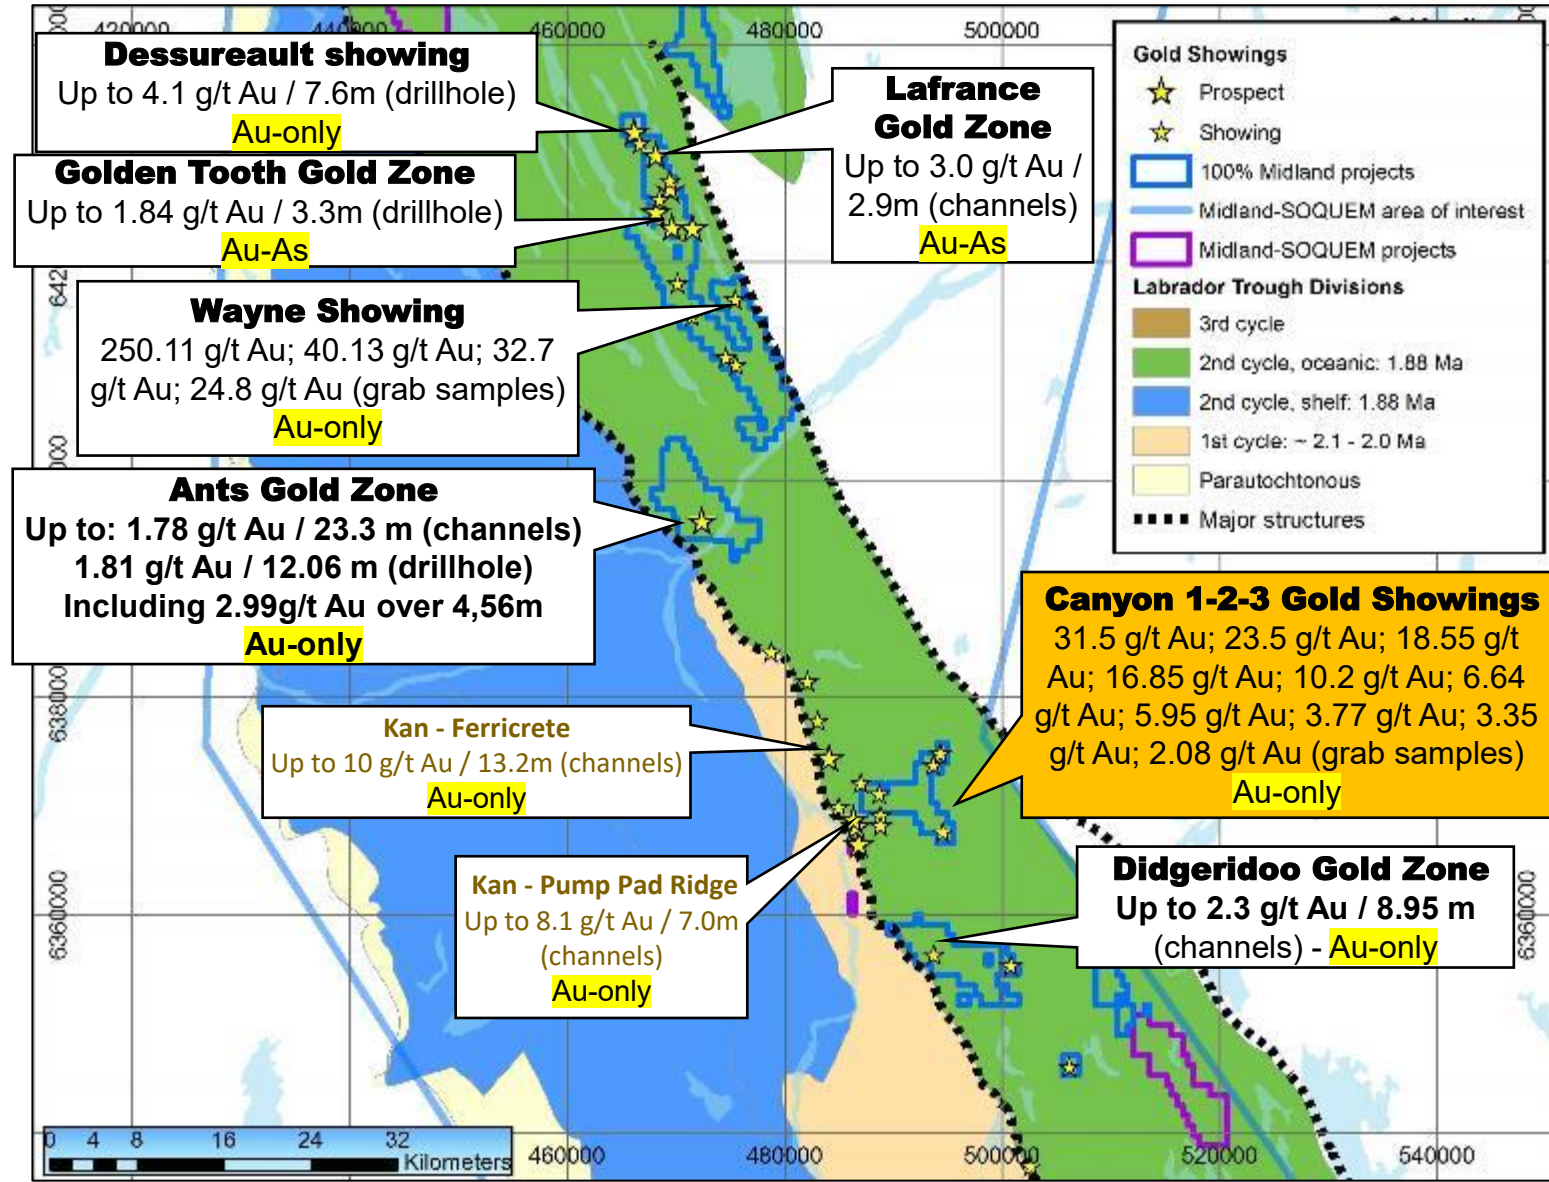 460000
480000
500000
Dessureault showing
Up to 4.1 g/t Au / 7.6m (drillhole)
Au-only
Lafrance
Gold Zone
Up to 3.0 g/t Au /
2.9m (channels)
Au-As
Golden Tooth Gold Zone
Up to 1.84 g/t Au / 3.3m (drillhole)
Au-As
Wayne Showing
250.11 g/t Au; 40.13 g/t Au; 32.7
g/t Au; 24.8 g/t Au (grab samples)
Au-only
Ants Gold Zone
Up to: 1.78 g/t Au / 23.3 m (channels)
1.81 g/t Au / 12.06 m (drillhole)
Including 2.99g/t Au over 4,56m
Au-only
Gold Showings
Prospect
Showing
100% Midland projects
Midland-SOQUEM area of interest
Midland-SOQUEM projects
Labrador Trough Divisions
3rd cycle
2nd cycle, oceanic: 1.88 Ma
2nd cycle, shelf: 1.88 Ma
1st cycle: ~ 2.1 - 2.0 Ma
Parautochtonous
Major structures
Canyon 1-2-3 Gold Showings
31.5 g/t Au; 23.5 g/t Au; 18.55 g/t
Au; 16.85 g/t Au; 10.2 g/t Au; 6.64
g/t Au; 5.95 g/t Au; 3.77 g/t Au; 3.35
g/t Au; 2.08 g/t Au (grab samples)
Au-only
Kan - Ferricrete
Up to 10 g/t Au / 13.2m (channels)
Au-only
Kan - Pump Pad Ridge
Up to 8.1 g/t Au / 7.0m
(channels)
Au-only
Didgeridoo Gold Zone
Up to 2.3 g/t Au / 8.95 m
(channels) - Au-only
6360000
6360000
0 4 8 16 24 32
Kilometers
460000
480000
500000
520000
540000